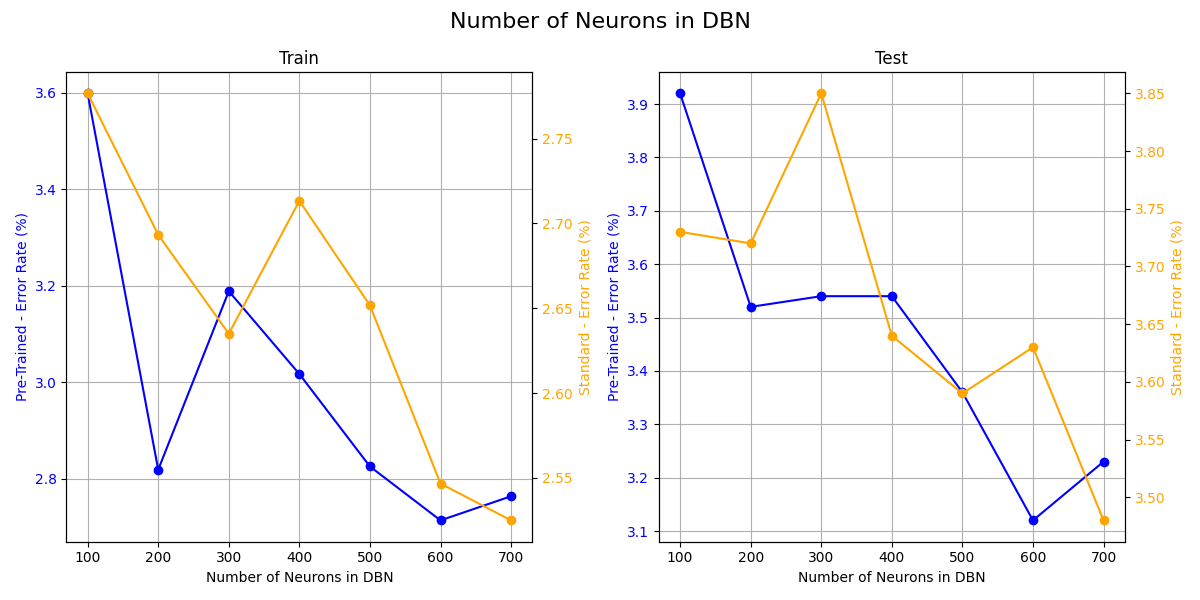 Number of Neurons in DBN
Train
3.6
3.4
3.2
3.0
2.8
Pre-Trained - Error Rate (%)
2.75
2.70
2.65
2.60
2.55
Standard - Error Rate (%)
100 200 300 400 500 600 700
Number of Neurons in DBN
Test
3.9
3.8
3.7
3.6
3.5
3.4
3.3
3.2
3.1
Pre-Trained - Error Rate (%)
3.85
3.80
3.75
3.70
3.65
3.60
3.55
3.50
Standard - Error Rate (%)
100 200 300 400 500 600 700
Number of Neurons in DBN